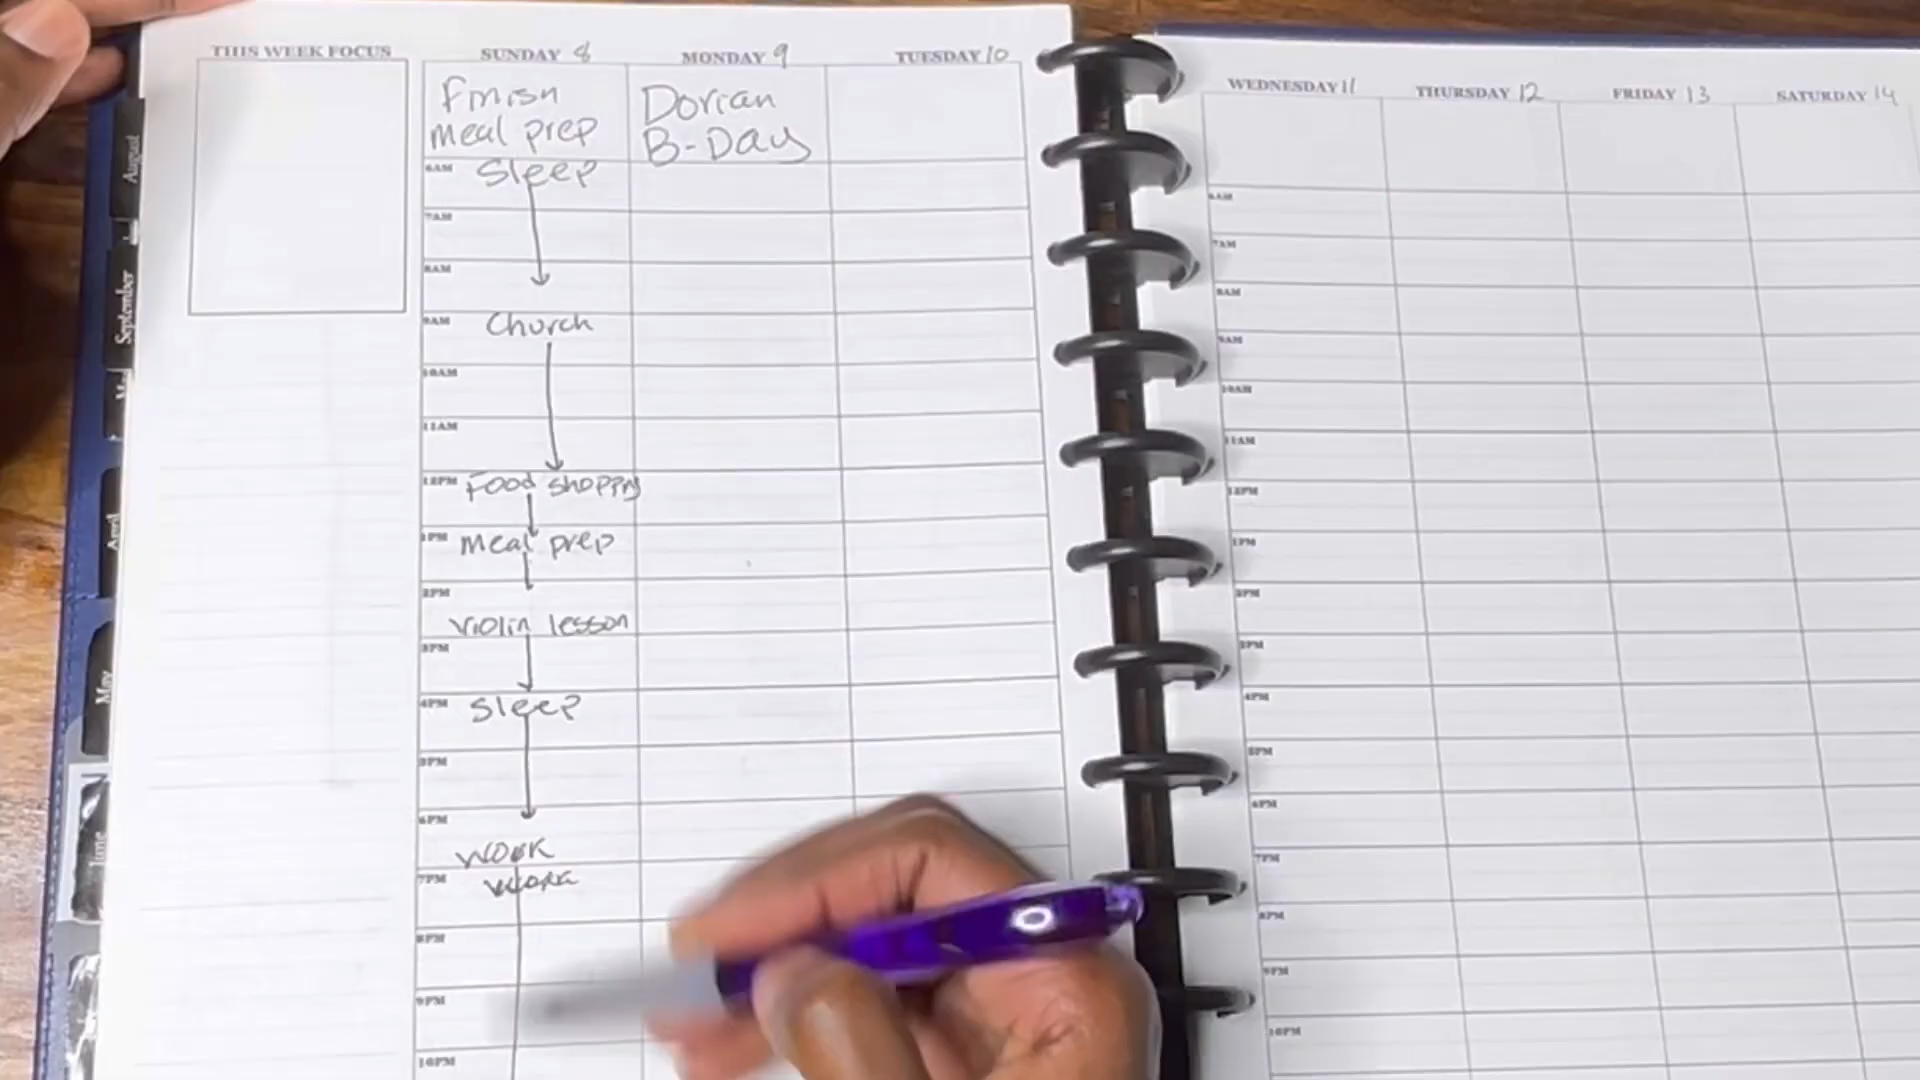 THIS WEEK FOCUS
SUNDAY 8
MONDAY 9
TUESDAY 10
Finish
meal prep
Dorian
B-Day
6AM
Sleep
7AM
8AM
9AM
Church
10AM
11AM
12PM
Food shopping
1PM
meal prep
2PM
violin lesson
3PM
4PM
Sleep
5PM
6PM
work
7PM
work
8PM
9PM
10PM
WEDNESDAY 11
THURSDAY 12
FRIDAY 13
SATURDAY 14
6AM
7AM
8AM
9AM
10AM
11AM
12PM
1PM
2PM
3PM
4PM
5PM
6PM
7PM
8PM
9PM
10PM
August
September
April
May
June